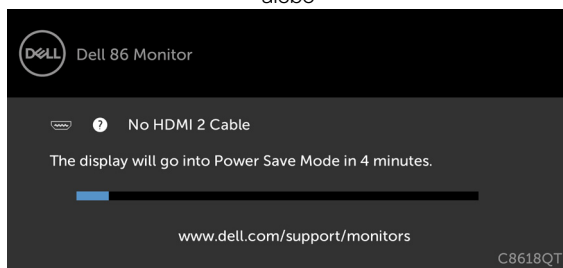 alebo
DELL Dell 86 Monitor
? No HDMI 2 Cable
The display will go into Power Save Mode in 4 minutes.
www.dell.com/support/monitors
C8618QT